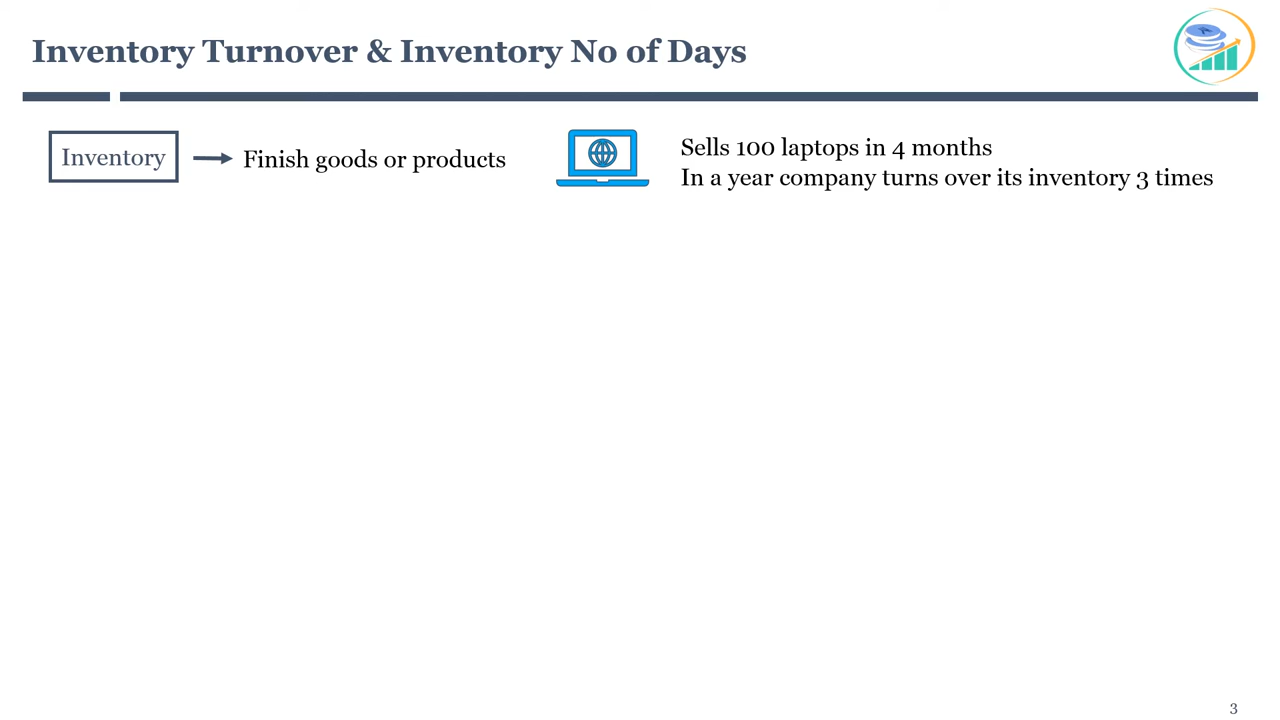 Inventory Turnover & Inventory No of Days
Inventory
Finish goods or products
Sells 100 laptops in 4 months
In a year company turns over its inventory 3 times
3